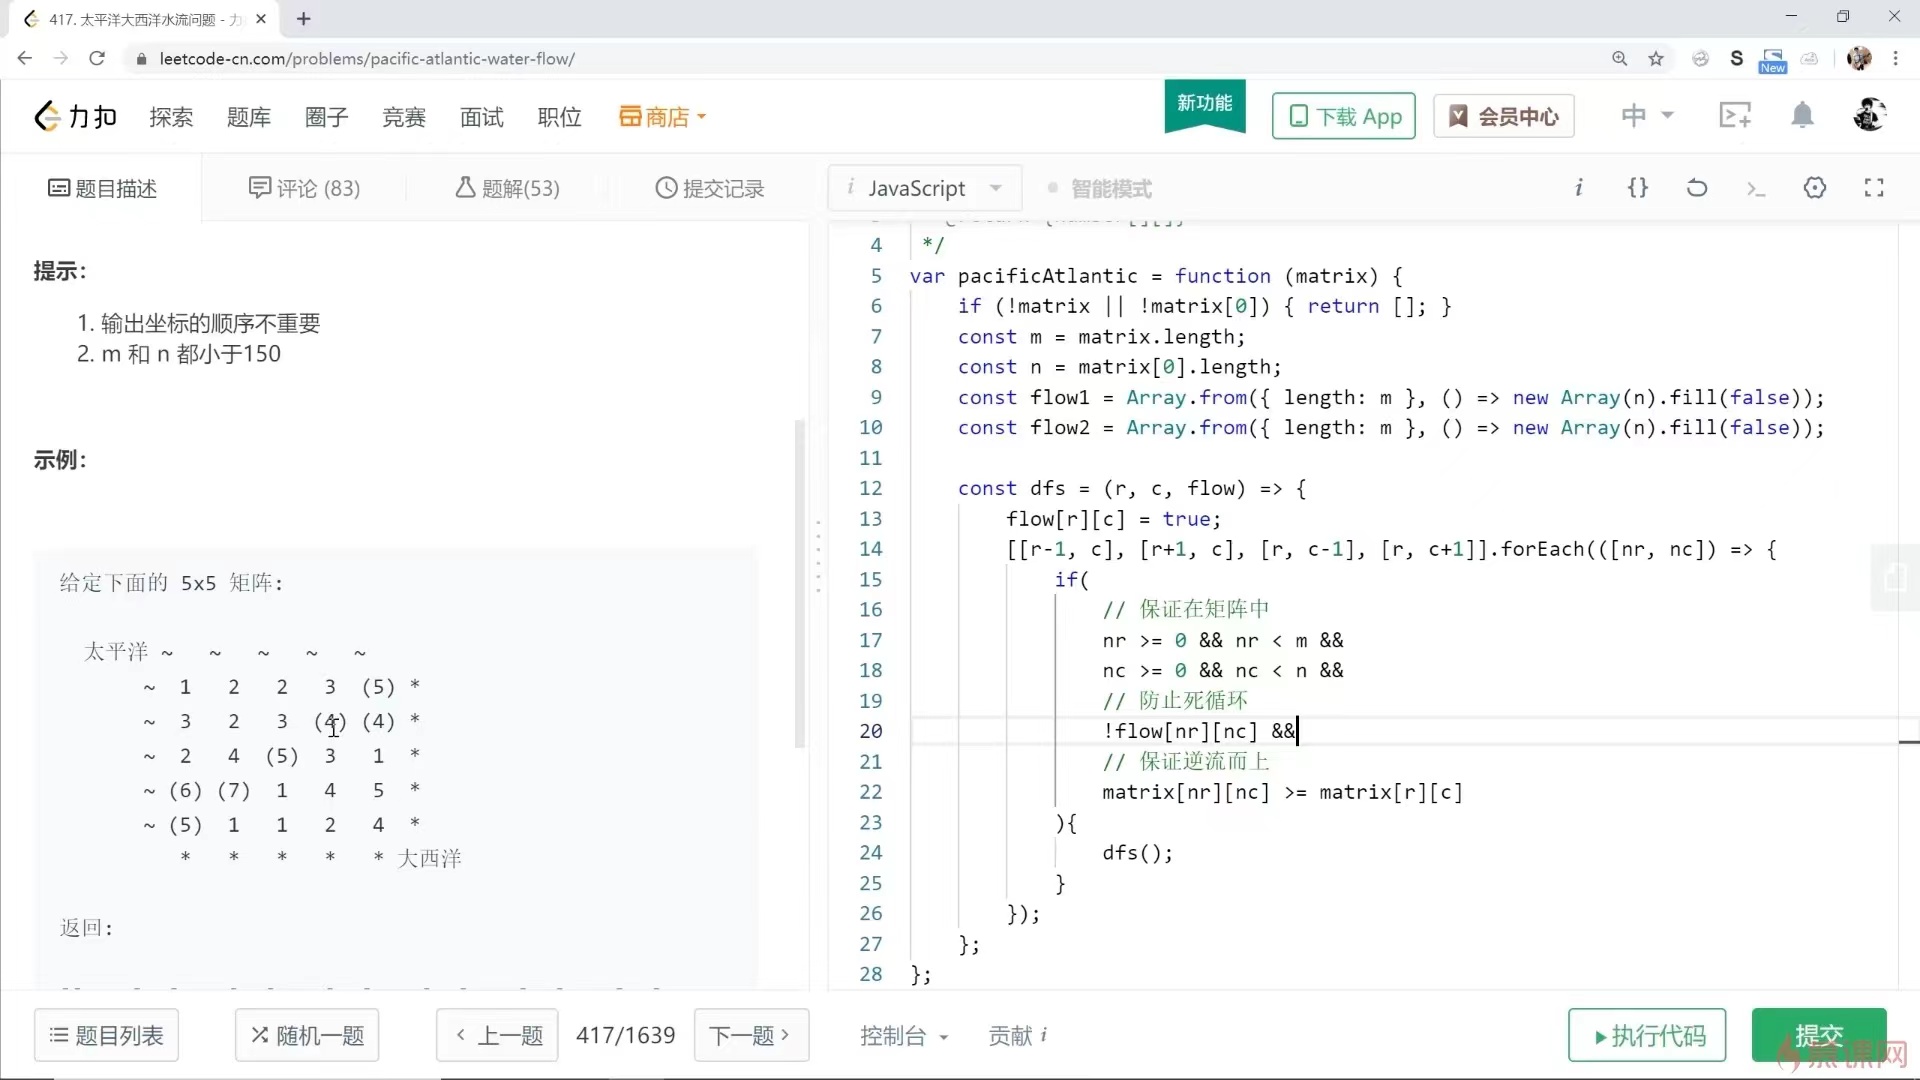 417. 太平洋大西洋水流问题 - 力
leetcode-cn.com/problems/pacific-atlantic-water-flow/
S
New
力扣
探索
题库
圈子
竞赛
面试
职位
商店
新功能
下载 App
会员中心
中
题目描述
评论 (83)
题解(53)
提交记录
i JavaScript
智能模式
提示：
1. 输出坐标的顺序不重要
2. m 和 n 都小于150
示例：
给定下面的 5x5 矩阵:
太平洋 ~ ~ ~ ~ ~
~ 1 2 2 3 (5) *
~ 3 2 3 (4) (4) *
~ 2 4 (5) 3 1 *
~ (6) (7) 1 4 5 *
~ (5) 1 1 2 4 *
* * * * * 大西洋
返回:
4 */
5 var pacificAtlantic = function (matrix) {
6 if (!matrix || !matrix[0]) { return []; }
7 const m = matrix.length;
8 const n = matrix[0].length;
9 const flow1 = Array.from({ length: m }, () => new Array(n).fill(false));
10 const flow2 = Array.from({ length: m }, () => new Array(n).fill(false));
11
12 const dfs = (r, c, flow) => {
13 flow[r][c] = true;
14 [[r-1, c], [r+1, c], [r, c-1], [r, c+1]].forEach(([nr, nc]) => {
15 if(
16 // 保证在矩阵中
17 nr >= 0 && nr < m &&
18 nc >= 0 && nc < n &&
19 // 防止死循环
20 !flow[nr][nc] &&
21 // 保证逆流而上
22 matrix[nr][nc] >= matrix[r][c]
23 ){
24 dfs();
25 }
26 });
27 };
28 };
题目列表
随机一题
上一题
417/1639
下一题
控制台
贡献 i
执行代码
提交
慕课网